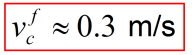 v_c^f ≈ 0.3 m/s